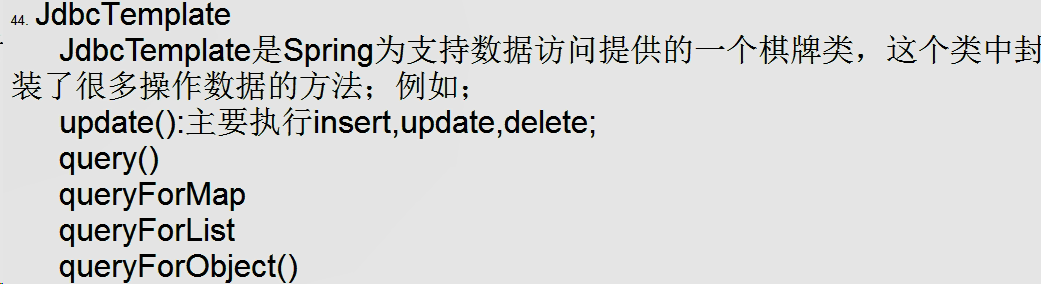 44. JdbcTemplate
JdbcTemplate是Spring为支持数据访问提供的一个棋牌类，这个类中封
装了很多操作数据的方法；例如；
update():主要执行insert,update,delete;
query()
queryForMap
queryForList
queryForObject()